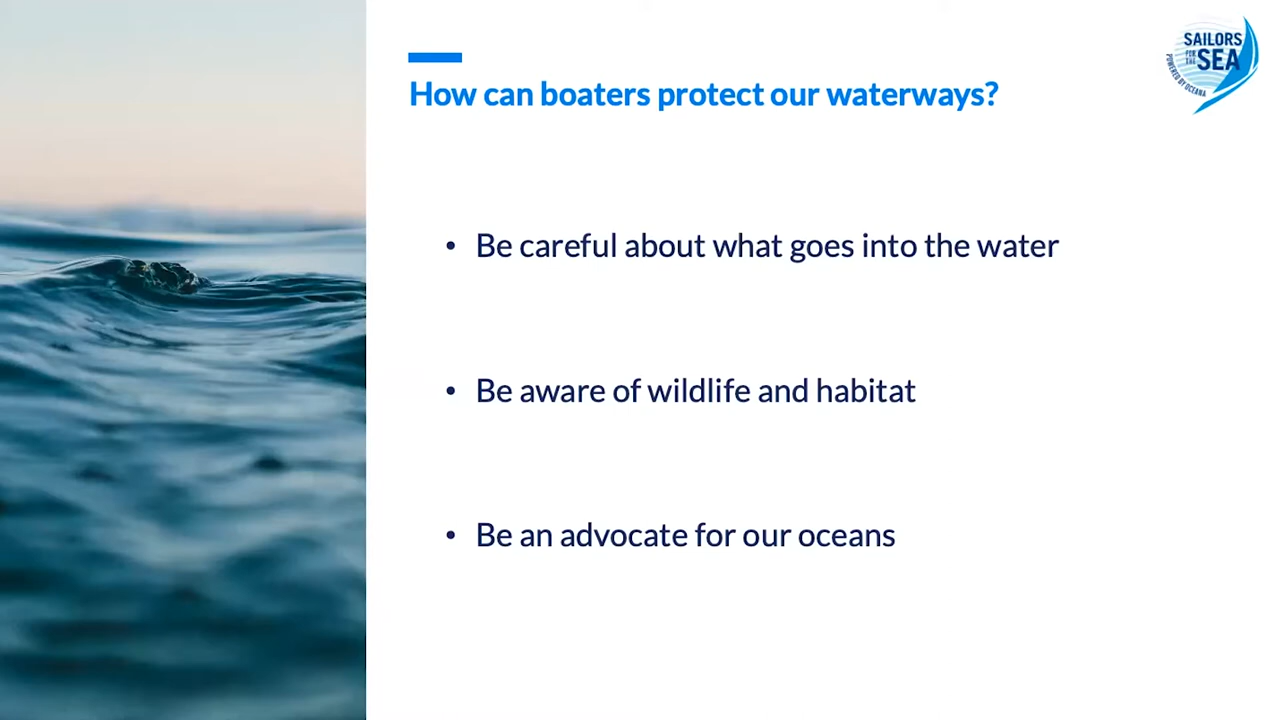 How can boaters protect our waterways?
SAILORS
FOR
THE
SEA
POWERED BY OCEANA
• Be careful about what goes into the water
• Be aware of wildlife and habitat
• Be an advocate for our oceans